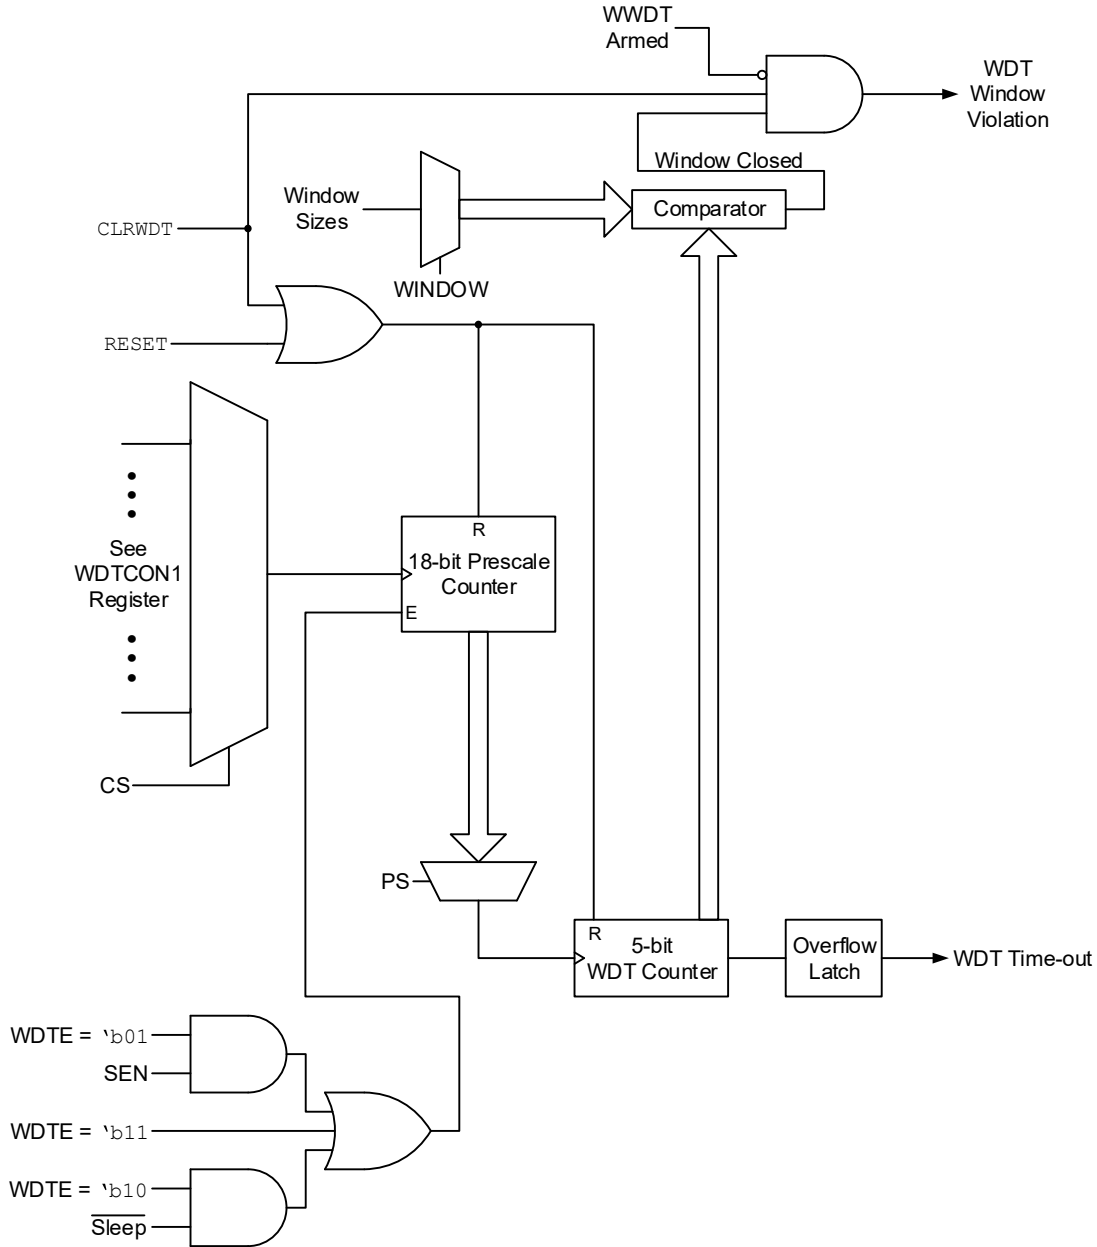 WWDT
Armed
WDT
Window
Violation
Window Closed
Window
Sizes
Comparator
CLRWDT
WINDOW
RESET
R
See
WDTCON1
Register
18-bit Prescale
Counter
E
CS
PS
R
5-bit
WDT Counter
Overflow
Latch
WDT Time-out
WDTE = ‘b01
SEN
WDTE = ‘b11
WDTE = ‘b10
Sleep